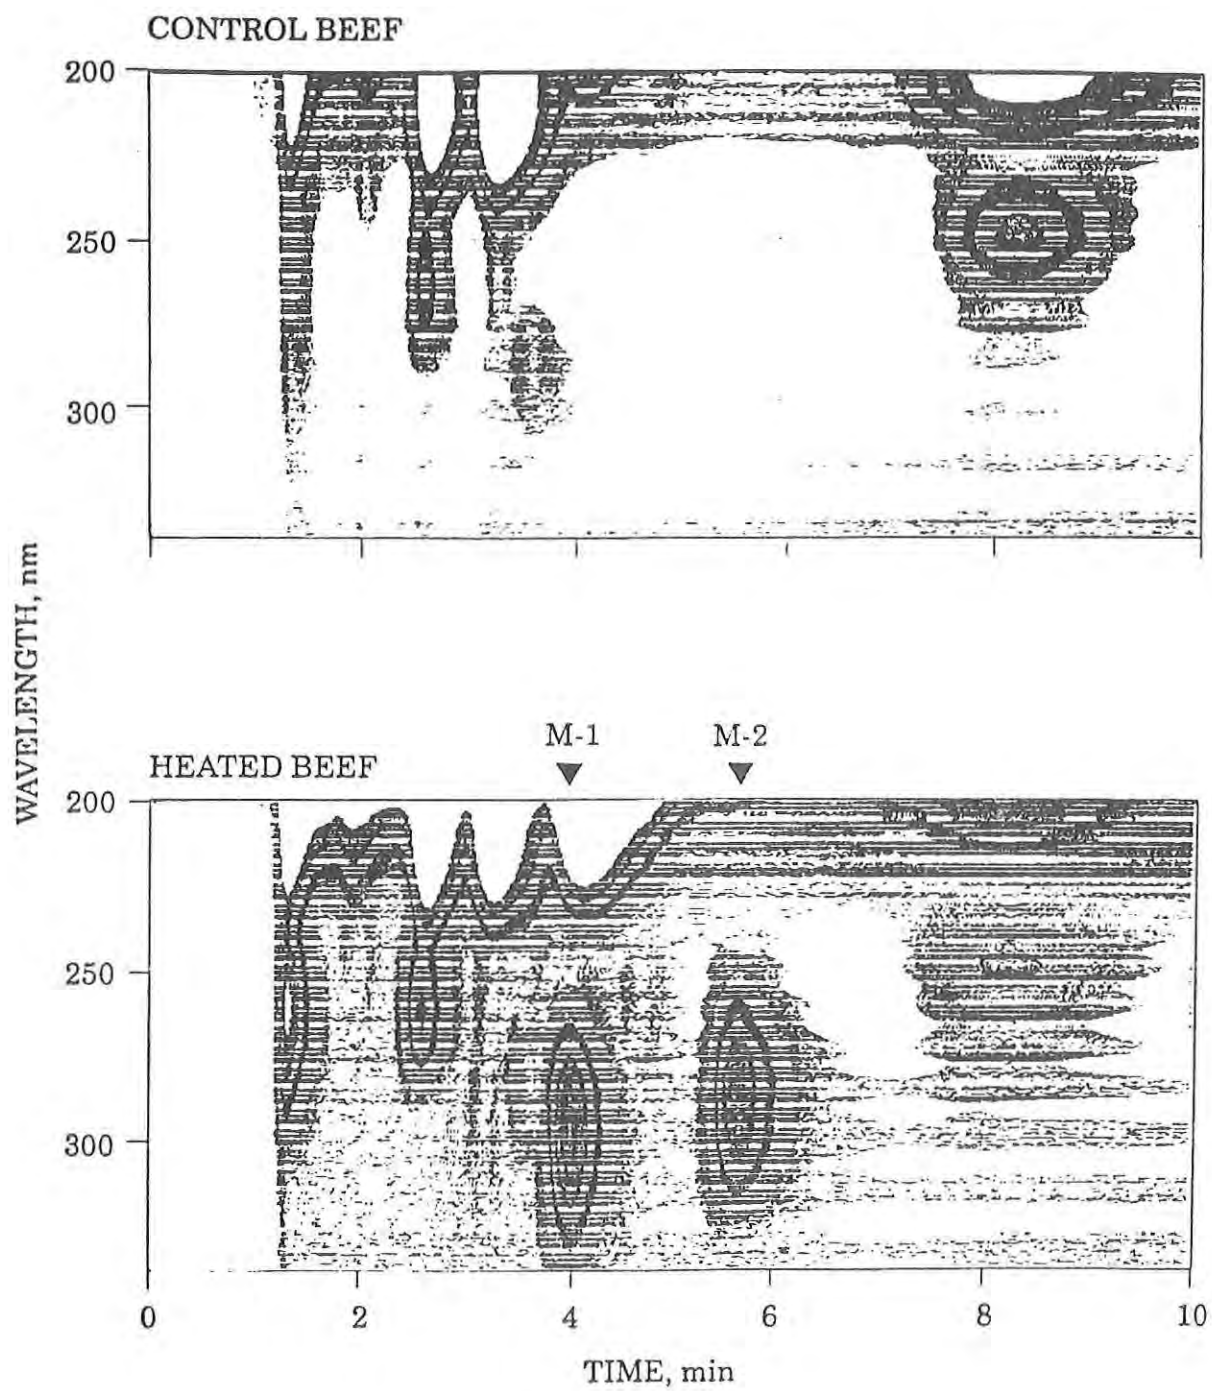 CONTROL BEEF
200
250
300
WAVELENGTH, nm
M-1 M-2
HEATED BEEF
200
250
300
0 2 4 6 8 10
TIME, min